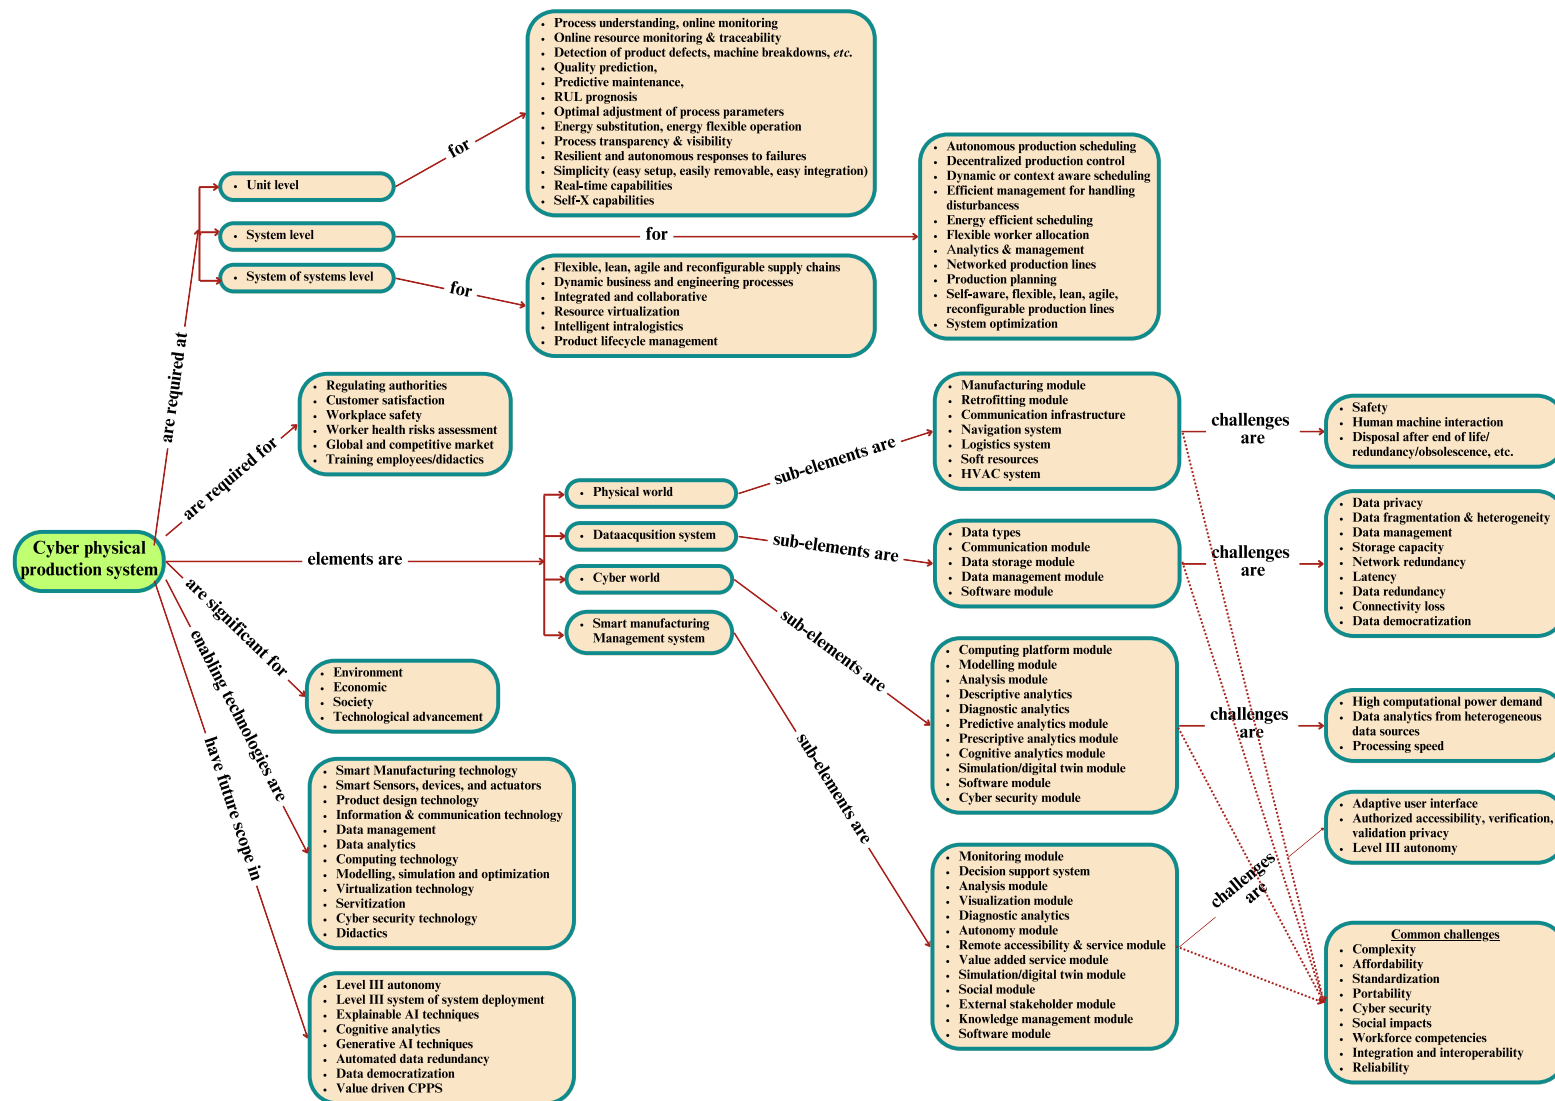 Cyber physical
production system
are required at
• Unit level
for
• Process understanding, online monitoring
• Online resource monitoring & traceability
• Detection of product defects, machine breakdowns, etc.
• Quality prediction,
• Predictive maintenance,
• RUL prognosis
• Optimal adjustment of process parameters
• Energy substitution, energy flexible operation
• Process transparency & visibility
• Resilient and autonomous responses to failures
• Simplicity (easy setup, easily removable, easy integration)
• Real-time capabilities
• Self-X capabilities
• System level
for
• Autonomous production scheduling
• Decentralized production control
• Dynamic or context aware scheduling
• Efficient management for handling
disturbancess
• Energy efficient scheduling
• Flexible worker allocation
• Analytics & management
• Networked production lines
• Production planning
• Self-aware, flexible, lean, agile,
reconfigurable production lines
• System optimization
• System of systems level
for
• Flexible, lean, agile and reconfigurable supply chains
• Dynamic business and engineering processes
• Integrated and collaborative
• Resource virtualization
• Intelligent intralogistics
• Product lifecycle management
are required for
• Regulating authorities
• Customer satisfaction
• Workplace safety
• Worker health risks assessment
• Global and competitive market
• Training employees/didactics
elements are
• Physical world
sub-elements are
• Manufacturing module
• Retrofitting module
• Communication infrastructure
• Navigation system
• Logistics system
• Soft resources
• HVAC system
challenges
are
• Safety
• Human machine interaction
• Disposal after end of life/
redundancy/obsolescence, etc.
• Dataacqusition system
sub-elements are
• Data types
• Communication module
• Data storage module
• Data management module
• Software module
challenges
are
• Data privacy
• Data fragmentation & heterogeneity
• Data management
• Storage capacity
• Network redundancy
• Latency
• Data redundancy
• Connectivity loss
• Data democratization
• Cyber world
sub-elements are
• Computing platform module
• Modelling module
• Analysis module
• Descriptive analytics
• Diagnostic analytics
• Predictive analytics module
• Prescriptive analytics module
• Cognitive analytics module
• Simulation/digital twin module
• Software module
• Cyber security module
challenges
are
• High computational power demand
• Data analytics from heterogeneous
data sources
• Processing speed
• Smart manufacturing
Management system
sub-elements are
• Monitoring module
• Decision support system
• Analysis module
• Visualization module
• Diagnostic analytics
• Autonomy module
• Remote accessibility & service module
• Value added service module
• Simulation/digital twin module
• Social module
• External stakeholder module
• Knowledge management module
• Software module
challenges
are
• Adaptive user interface
• Authorized accessibility, verification,
validation privacy
• Level III autonomy
Common challenges
• Complexity
• Affordability
• Standardization
• Portability
• Cyber security
• Social impacts
• Workforce competencies
• Integration and interoperability
• Reliability
are significant for
• Environment
• Economic
• Society
• Technological advancement
enabling technologies are
• Smart Manufacturing technology
• Smart Sensors, devices, and actuators
• Product design technology
• Information & communication technology
• Data management
• Data analytics
• Computing technology
• Modelling, simulation and optimization
• Virtualization technology
• Servitization
• Cyber security technology
• Didactics
have future scope in
• Level III autonomy
• Level III system of system deployment
• Explainable AI techniques
• Cognitive analytics
• Generative AI techniques
• Automated data redundancy
• Data democratization
• Value driven CPPS